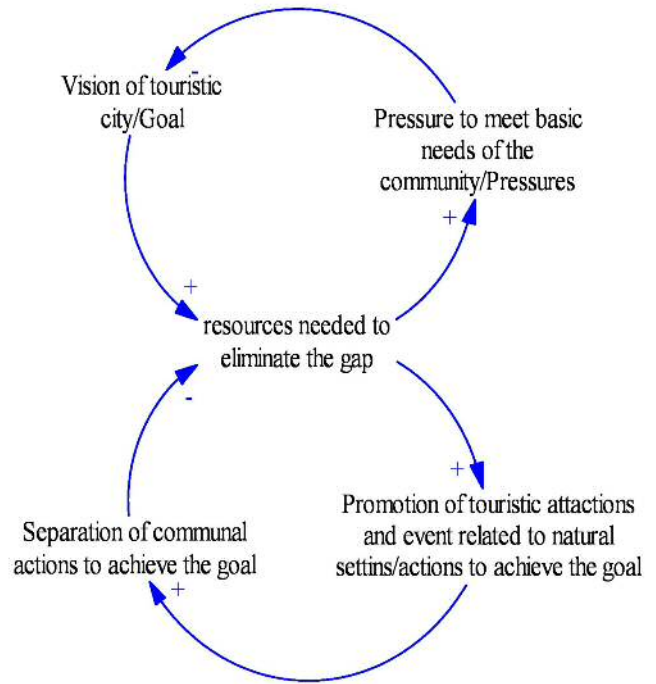 -
Vision of touristic
city/Goal
Pressure to meet basic
needs of the
community/Pressures
+
+
resources needed to
eliminate the gap
-
+
Separation of communal
actions to achieve the goal
+
Promotion of touristic attactions
and event related to natural
settins/actions to achieve the goal